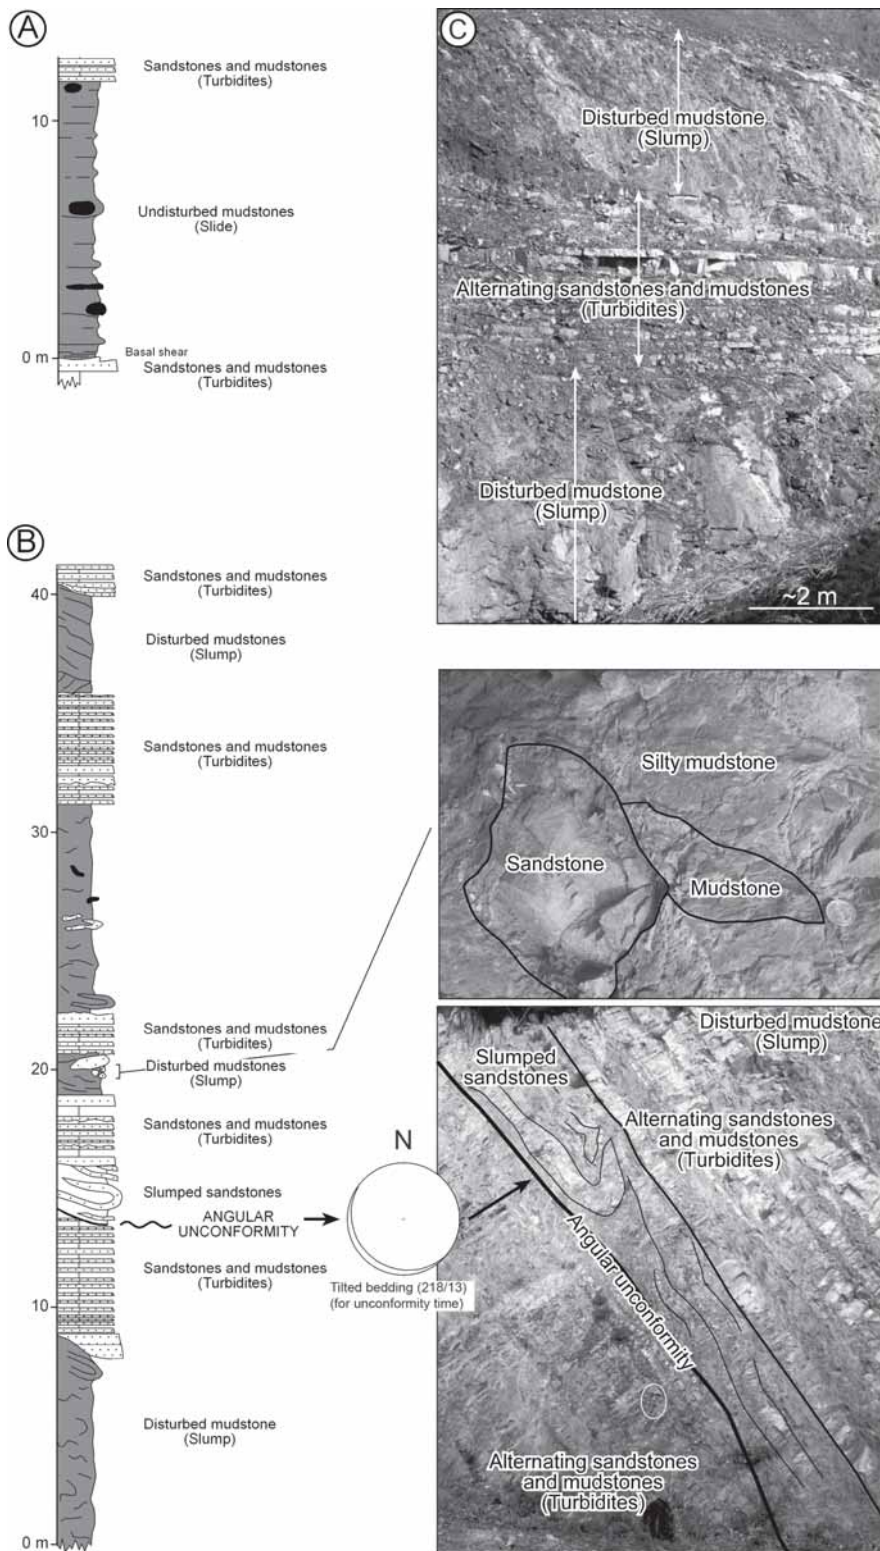 A
Sandstones and mudstones
(Turbidites)
10
Undisturbed mudstones
(Slide)
Basal shear
0 m
Sandstones and mudstones
(Turbidites)
B
40
Sandstones and mudstones
(Turbidites)
Disturbed mudstones
(Slump)
Sandstones and mudstones
(Turbidites)
30
Sandstones and mudstones
(Turbidites)
20
Disturbed mudstones
(Slump)
Sandstones and mudstones
(Turbidites)
Slumped sandstones
ANGULAR
UNCONFORMITY
N
Tilted bedding (218/13)
(for unconformity time)
Sandstones and mudstones
(Turbidites)
10
Disturbed mudstone
(Slump)
0 m
C
Disturbed mudstone
(Slump)
Alternating sandstones and mudstones
(Turbidites)
Disturbed mudstone
(Slump)
~2 m
Silty mudstone
Sandstone
Mudstone
Disturbed mudstone
(Slump)
Slumped
sandstones
Alternating sandstones
and mudstones
(Turbidites)
Angular unconformity
Alternating sandstones
and mudstones
(Turbidites)